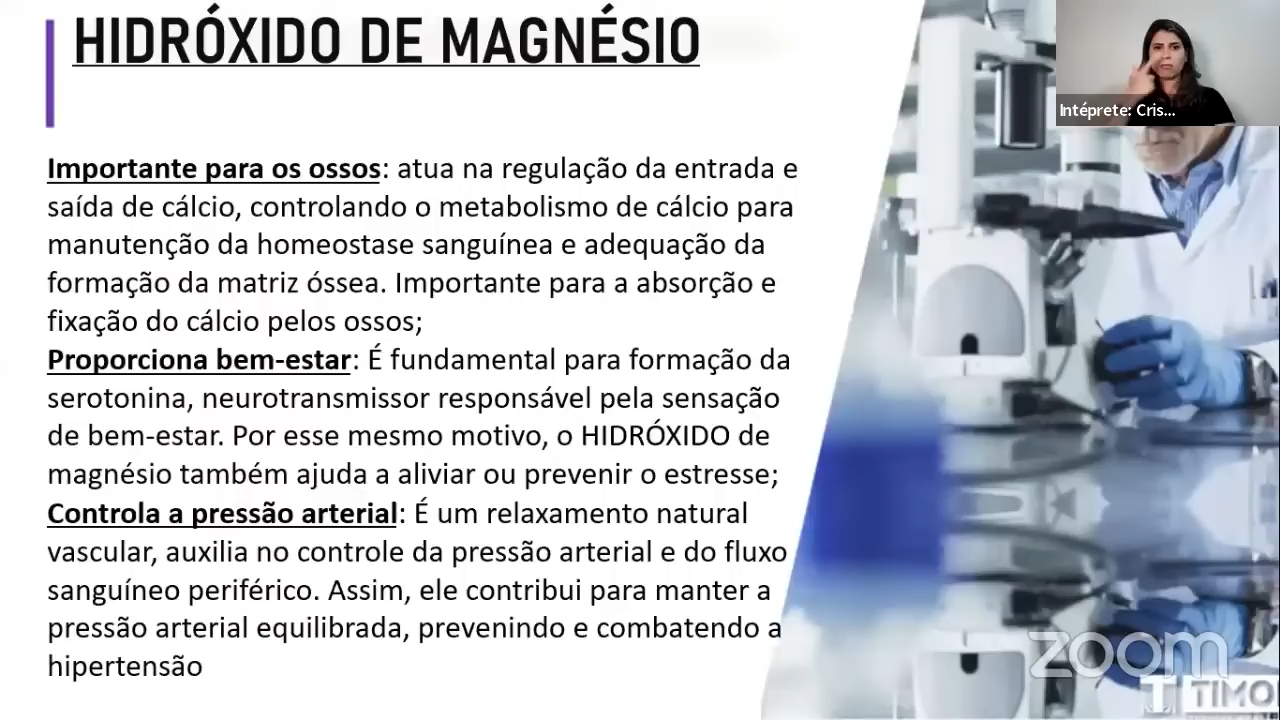 HIDRÓXIDO DE MAGNÉSIO
Intéprete: Cris...
Importante para os ossos: atua na regulação da entrada e
saída de cálcio, controlando o metabolismo de cálcio para
manutenção da homeostase sanguínea e adequação da
formação da matriz óssea. Importante para a absorção e
fixação do cálcio pelos ossos;
Proporciona bem-estar: É fundamental para formação da
serotonina, neurotransmissor responsável pela sensação
de bem-estar. Por esse mesmo motivo, o HIDRÓXIDO de
magnésio também ajuda a aliviar ou prevenir o estresse;
Controla a pressão arterial: É um relaxamento natural
vascular, auxilia no controle da pressão arterial e do fluxo
sanguíneo periférico. Assim, ele contribui para manter a
pressão arterial equilibrada, prevenindo e combatendo a
hipertensão
zoom
TIMO